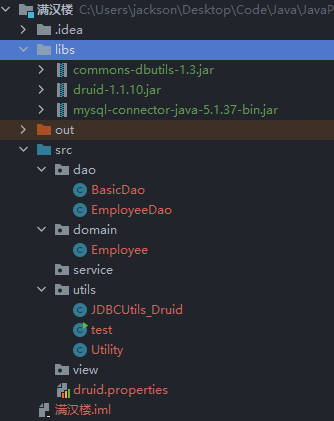 满汉楼 C:\Users\jackson\Desktop\Code\Java\JavaP
.idea
libs
commons-dbutils-1.3.jar
druid-1.1.10.jar
mysql-connector-java-5.1.37-bin.jar
out
src
dao
BasicDao
EmployeeDao
domain
Employee
service
utils
JDBCUtils_Druid
test
Utility
view
druid.properties
满汉楼.iml